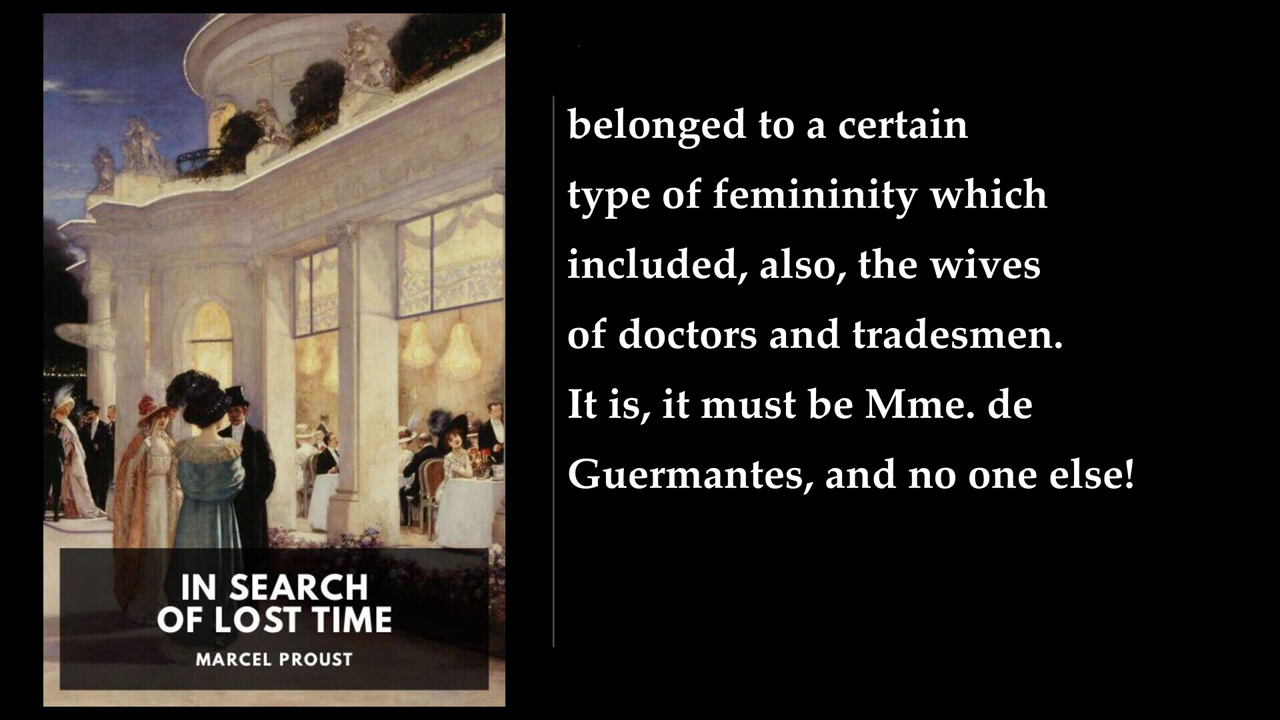 belonged to a certain
type of femininity which
included, also, the wives
of doctors and tradesmen.
It is, it must be Mme. de
Guermantes, and no one else!
IN SEARCH
OF LOST TIME
MARCEL PROUST